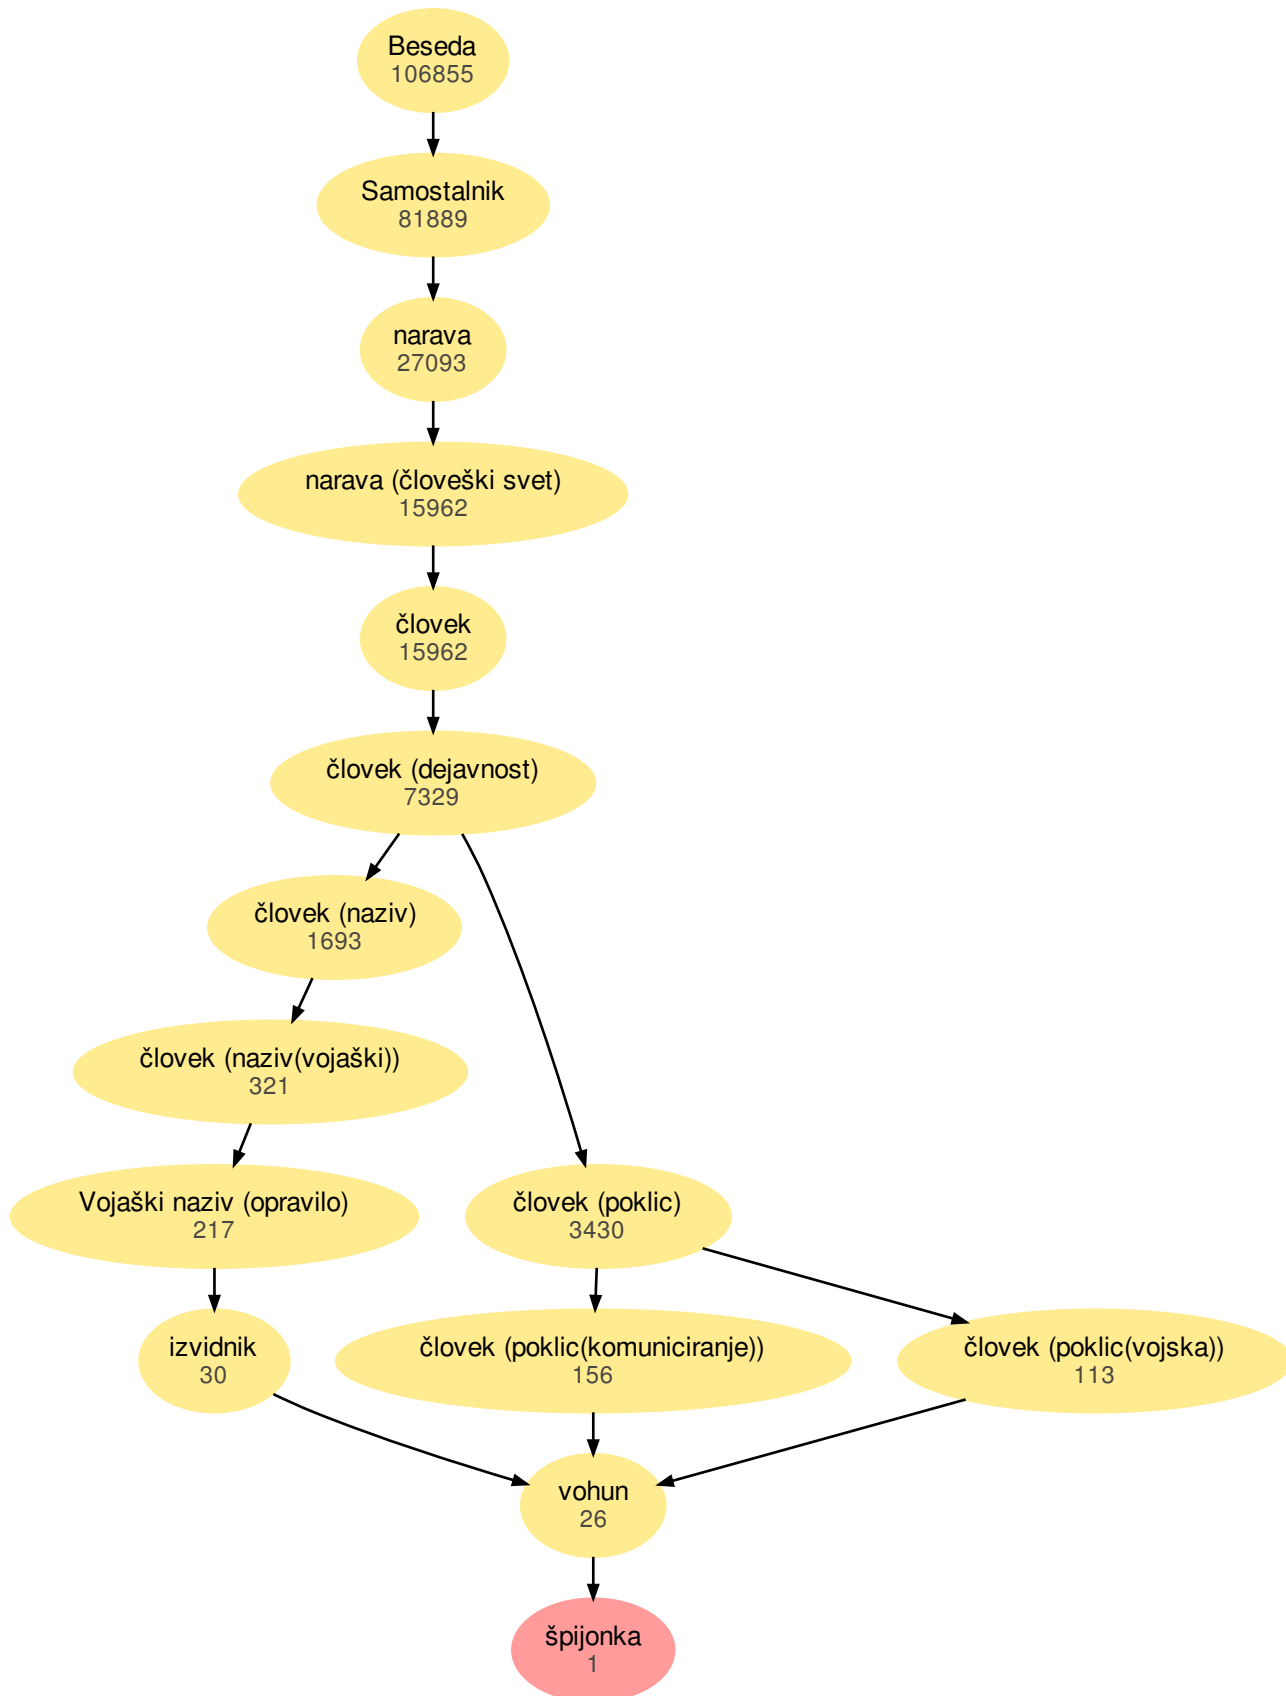 Beseda
106855
Samostalnik
81889
narava
27093
narava (človeški svet)
15962
človek
15962
človek (dejavnost)
7329
človek (naziv)
1693
človek (naziv(vojaški))
321
Vojaški naziv (opravilo)
217
človek (poklic)
3430
izvidnik
30
človek (poklic(komuniciranje))
156
človek (poklic(vojska))
113
vohun
26
špijonka
1